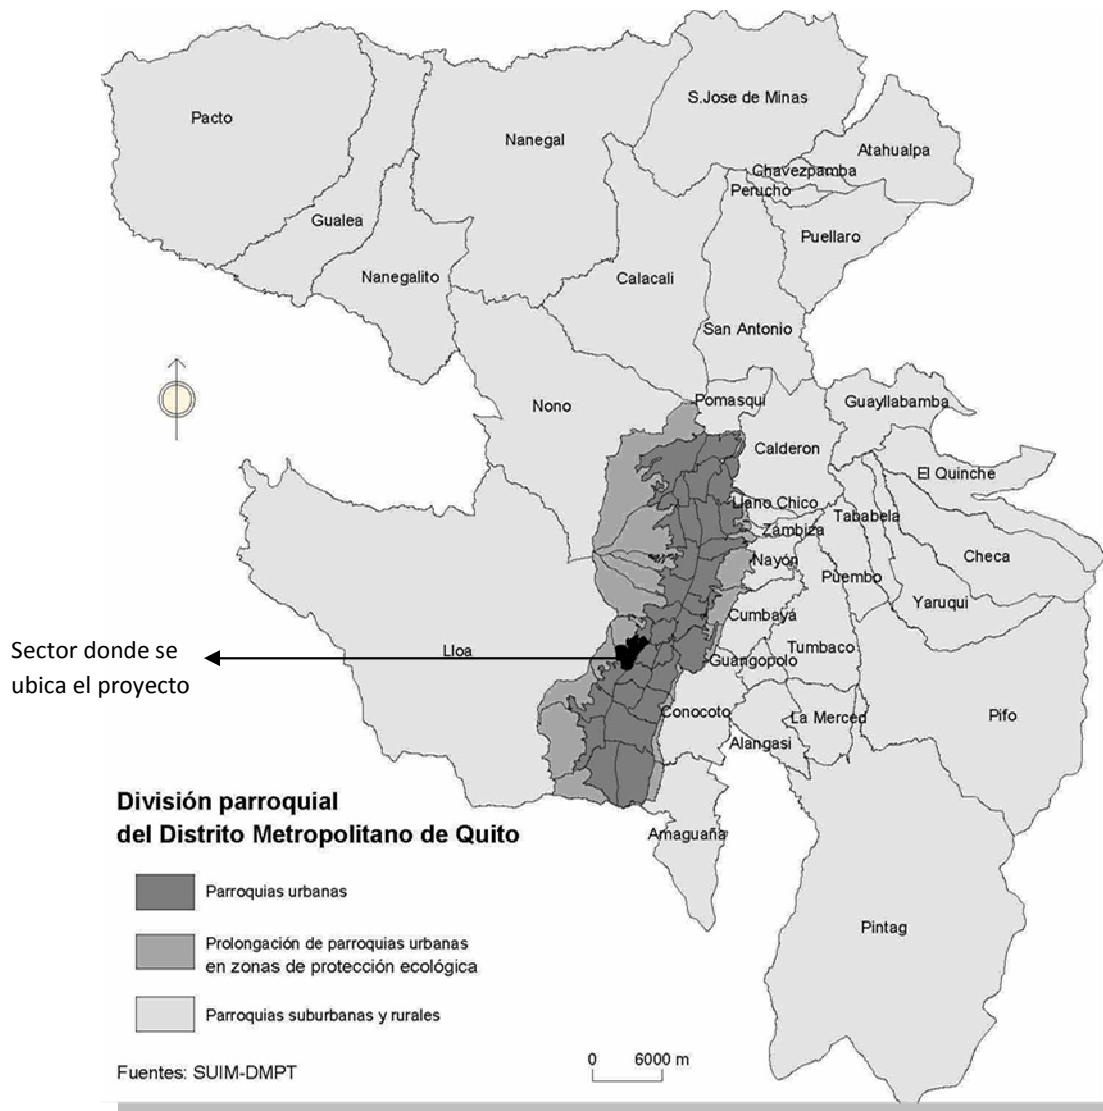 S.Jose de Minas
Pacto
Nanegal
Atahualpa
Chavezpamba
Perucho
Gualea
Puellaro
Nanegalito
Calacali
San Antonio
Pomasqui
Guayllabamba
Nono
Calderon
El Quinche
Llano Chico
Tababela
Zambiza
Checa
Nayón
Puembo
Yaruqui
Cumbayá
Sector donde se
ubica el proyecto
Lloa
Tumbaco
Guangopolo
Conocoto
La Merced
Pifo
Alangasi
División parroquial
del Distrito Metropolitano de Quito
Amaguaña
Parroquias urbanas
Pintag
Prolongación de parroquias urbanas
en zonas de protección ecológica
Parroquias suburbanas y rurales
0 6000 m
Fuentes: SUIM-DMPT